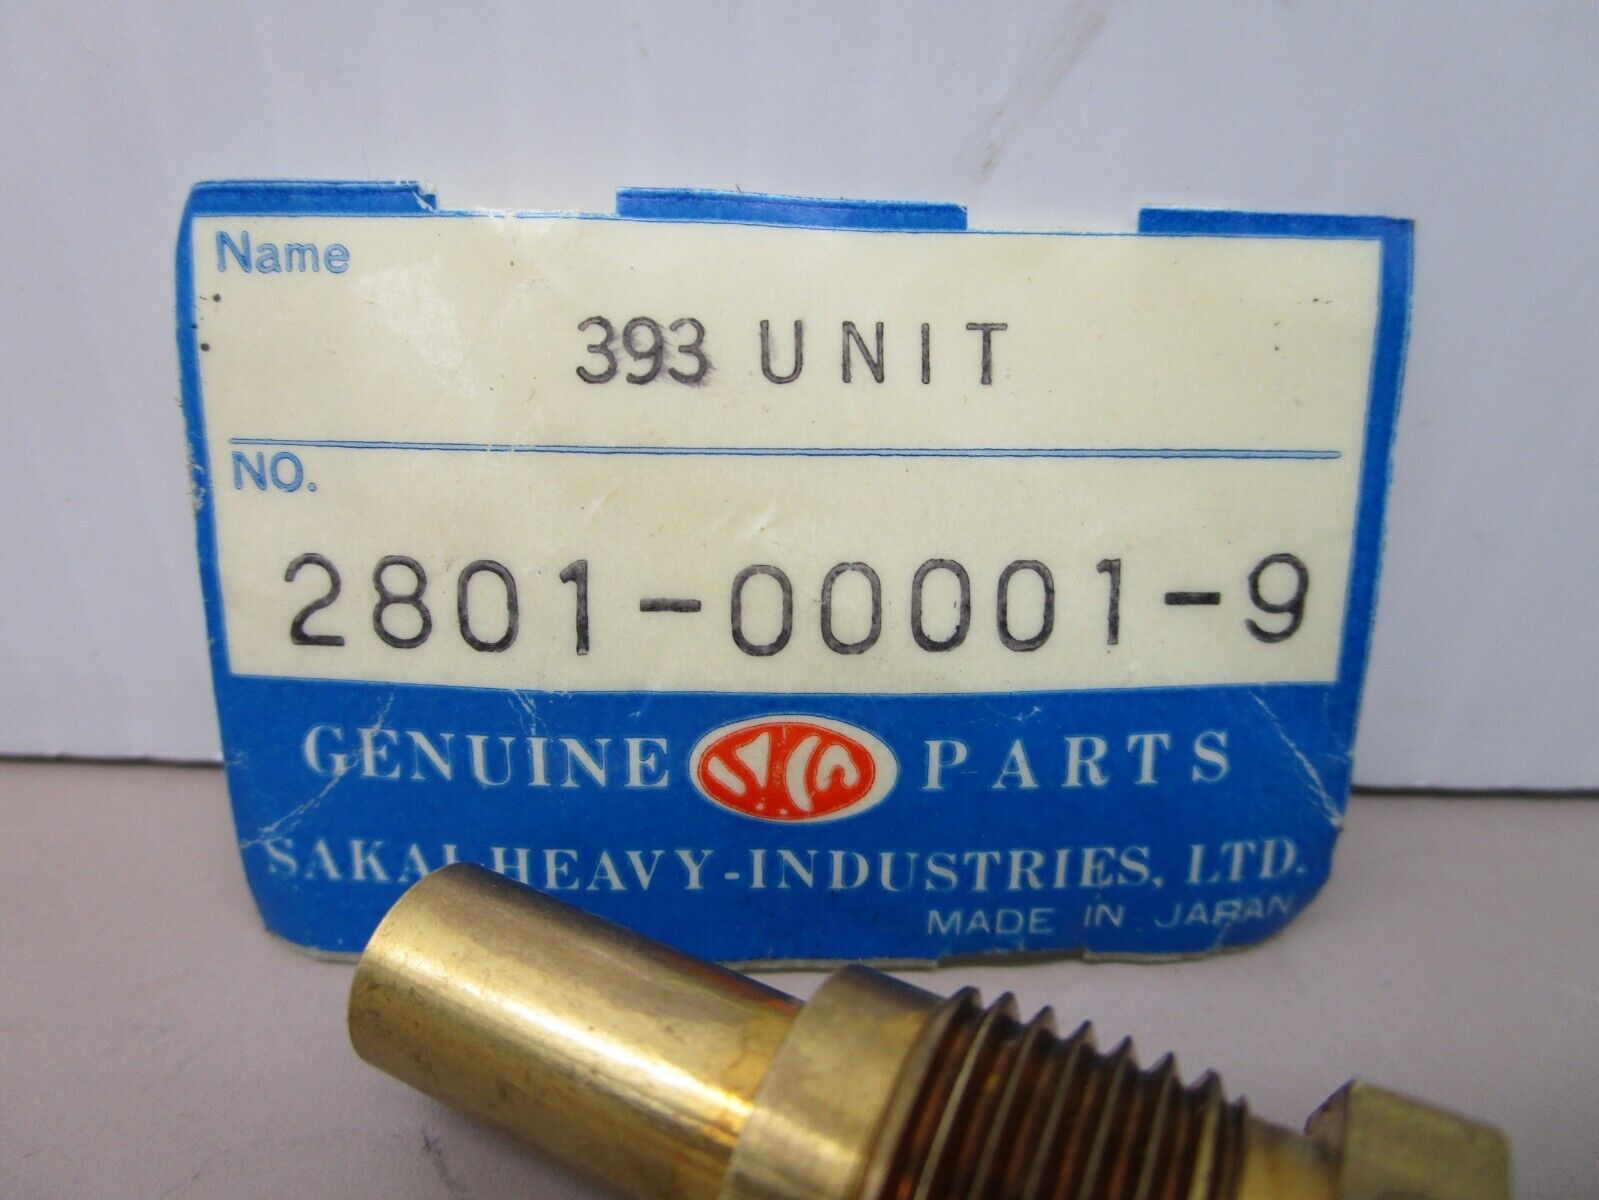 Name
393 UNIT
NO.
2801-00001-9
GENUINE PARTS
SAKAI-HEAVY-INDUSTRIES, LTD.
MADE IN JAPAN